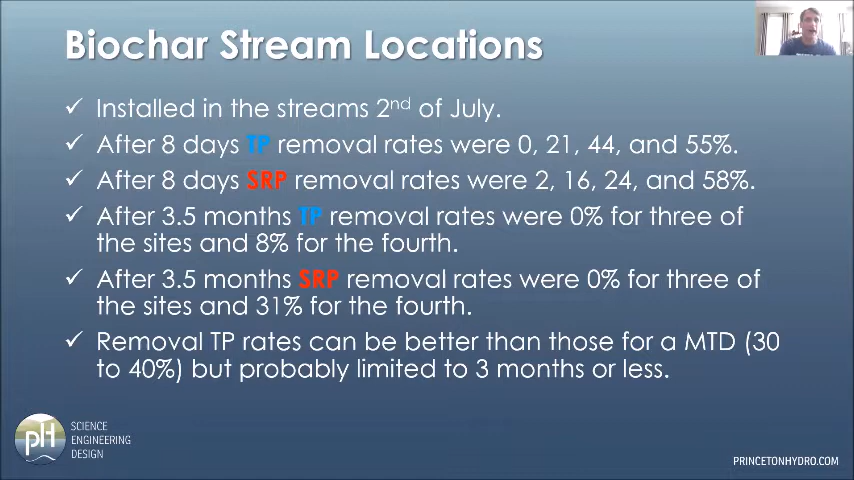 Biochar Stream Locations
✓ Installed in the streams 2nd of July.
✓ After 8 days TP removal rates were 0, 21, 44, and 55%.
✓ After 8 days SRP removal rates were 2, 16, 24, and 58%.
✓ After 3.5 months TP removal rates were 0% for three of
the sites and 8% for the fourth.
✓ After 3.5 months SRP removal rates were 0% for three of
the sites and 31% for the fourth.
✓ Removal TP rates can be better than those for a MTD (30
to 40%) but probably limited to 3 months or less.
pH
SCIENCE
ENGINEERING
DESIGN
PRINCETONHYDRO.COM